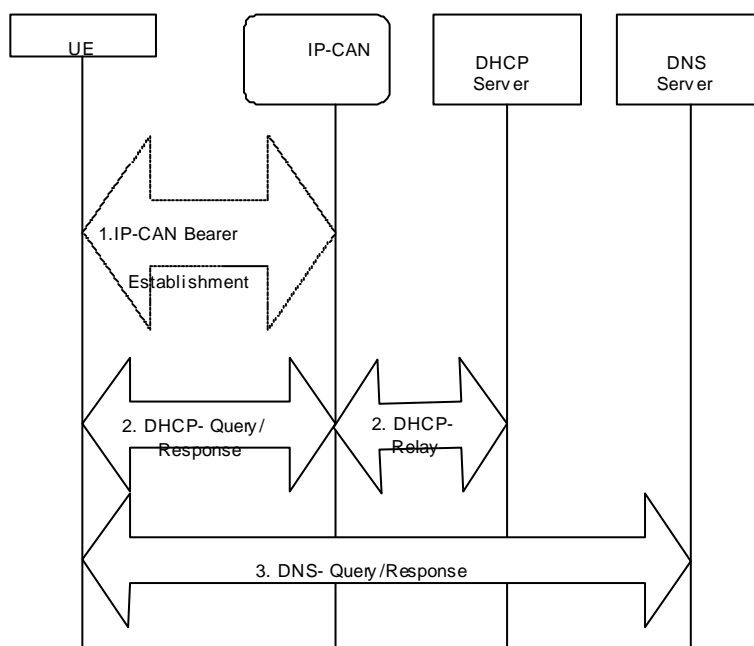 UE
IP-CAN
DHCP
Server
DNS
Server
1.IP-CAN Bearer
Establishment
2. DHCP- Query/
Response
2. DHCP-
Relay
3. DNS- Query/Response